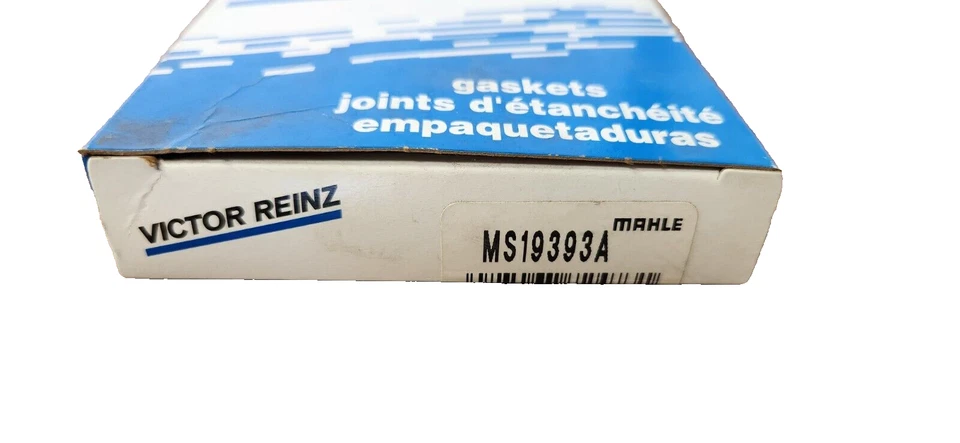 gaskets
joints d'étanchéité
empaquetaduras
VICTOR REINZ
MAHLE
MS19393A